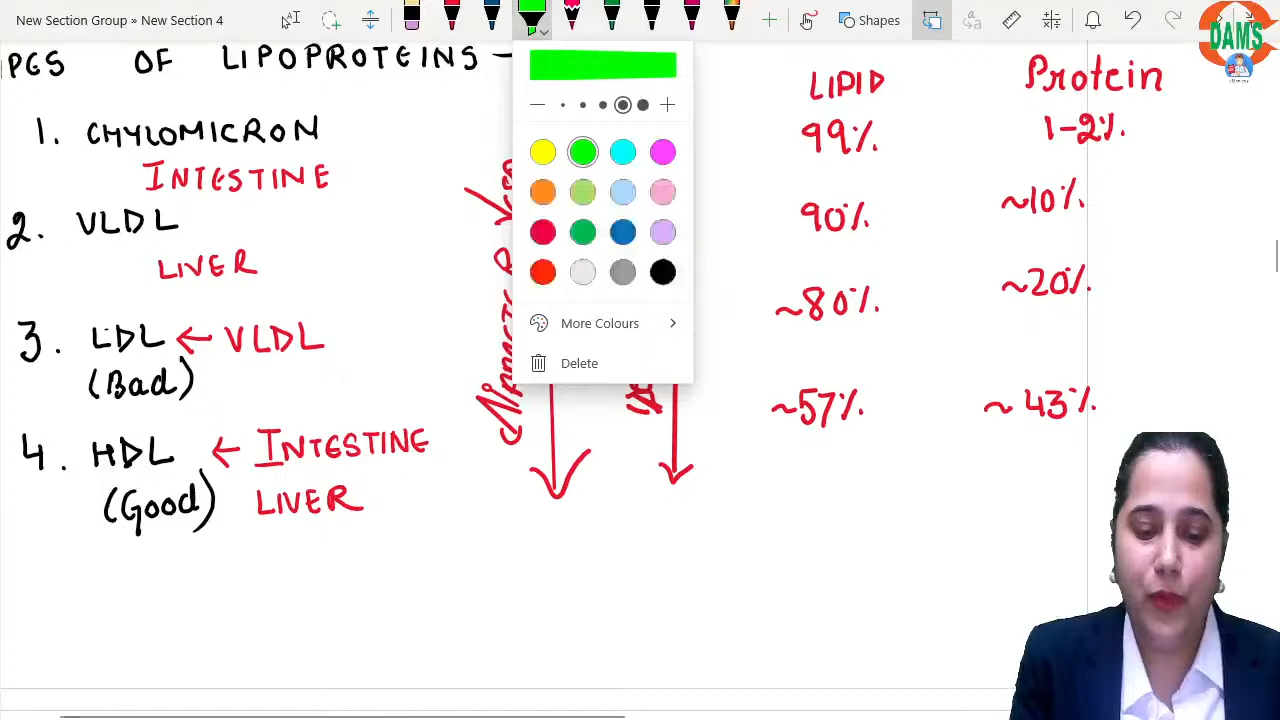 New Section Group » New Section 4
Shapes
DAMS
PES OF LIPOPROTEINS -
LIPID
Protein
1. CHYLOMICRON
99%
1-2%
INTESTINE
2. VLDL
90%
~10%
LIVER
3. LDL ← VLDL
~80%
~20%
(Bad)
4. HDL ← INTESTINE
~57%
~43%
(Good) LIVER
More Colours
Delete